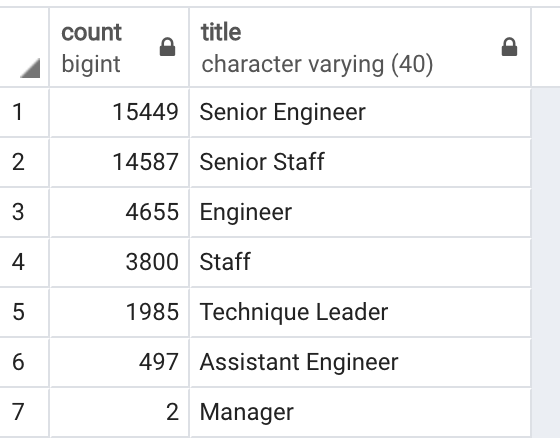 count title
bigint character varying (40)
1 15449 Senior Engineer
2 14587 Senior Staff
3 4655 Engineer
4 3800 Staff
5 1985 Technique Leader
6 497 Assistant Engineer
7 2 Manager